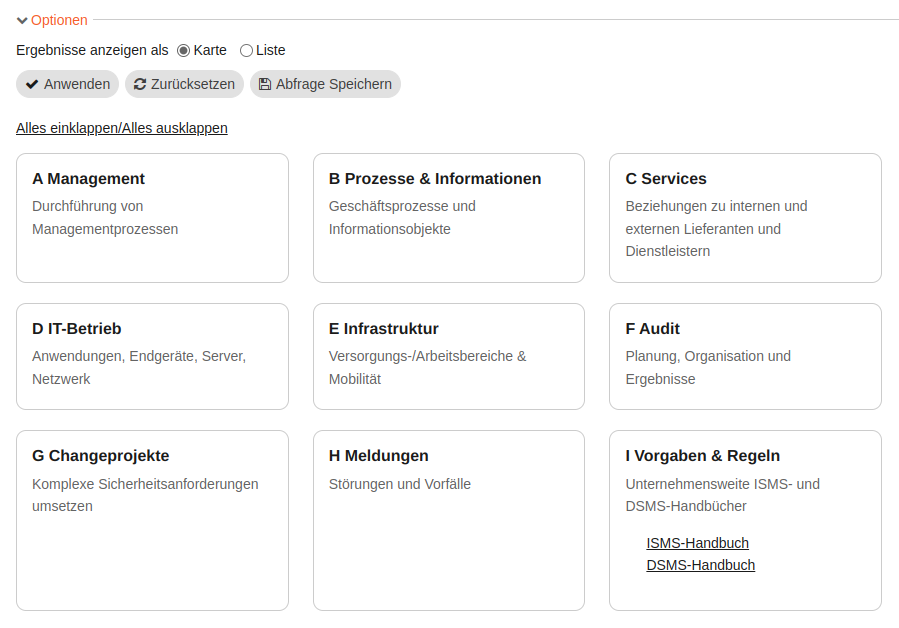 Optionen
Ergebnisse anzeigen als Karte Liste
Anwenden Zurücksetzen Abfrage Speichern
Alles einklappen/Alles ausklappen
A Management
Durchführung von
Managementprozessen
B Prozesse & Informationen
Geschäftsprozesse und
Informationsobjekte
C Services
Beziehungen zu internen und
externen Lieferanten und
Dienstleistern
D IT-Betrieb
Anwendungen, Endgeräte, Server,
Netzwerk
E Infrastruktur
Versorgungs-/Arbeitsbereiche &
Mobilität
F Audit
Planung, Organisation und
Ergebnisse
G Changeprojekte
Komplexe Sicherheitsanforderungen
umsetzen
H Meldungen
Störungen und Vorfälle
I Vorgaben & Regeln
Unternehmensweite ISMS- und
DSMS-Handbücher
ISMS-Handbuch
DSMS-Handbuch